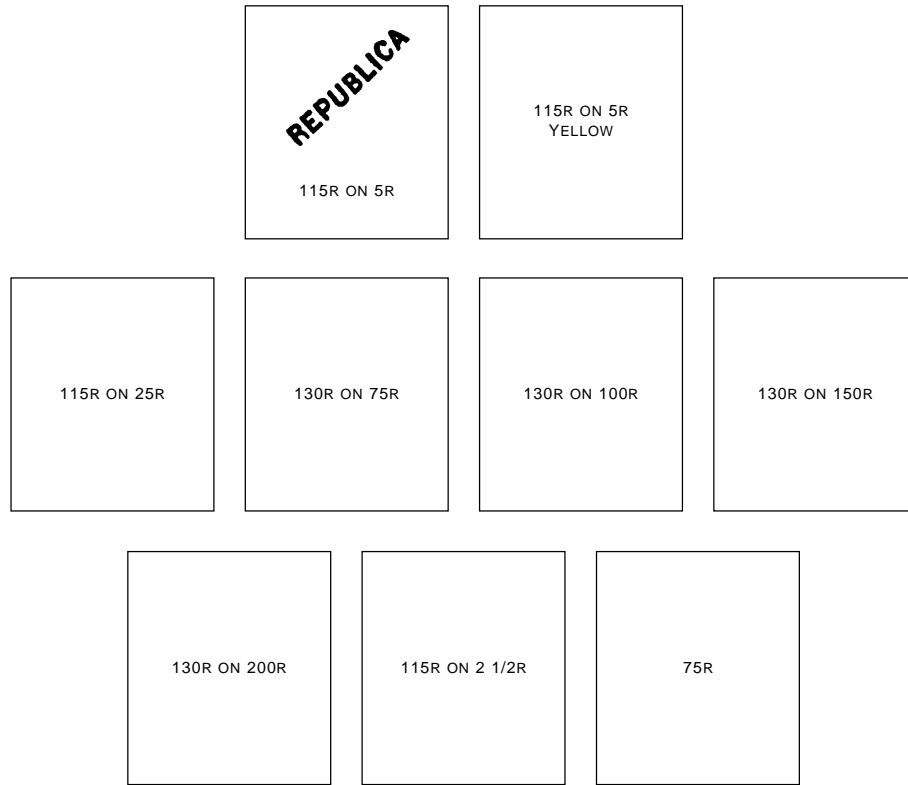 REPUBLICA
115R ON 5R
115R ON 5R
YELLOW
115R ON 25R
130R ON 75R
130R ON 100R
130R ON 150R
130R ON 200R
115R ON 2 1/2R
75R